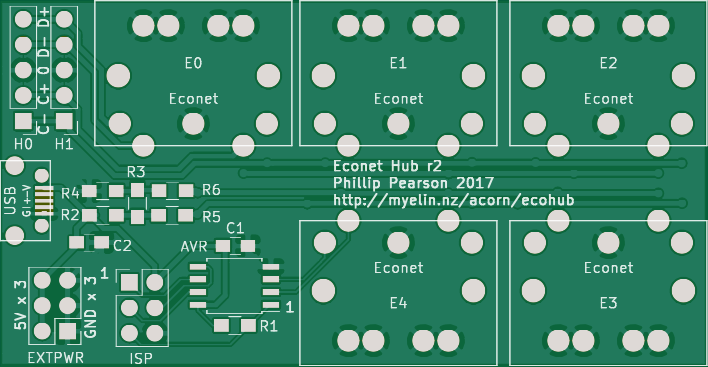 D+
D-
0
C+
C-
H0 H1
E0
Econet
E1
Econet
E2
Econet
USB
GI+-V
R3
R4
R6
R2
R5
C2
Econet Hub r2
Phillip Pearson 2017
http://myelin.nz/acorn/ecohub
AVR
C1
1
5V x 3
GND x 3
EXTPWR
ISP
1
R1
Econet
E4
Econet
E3